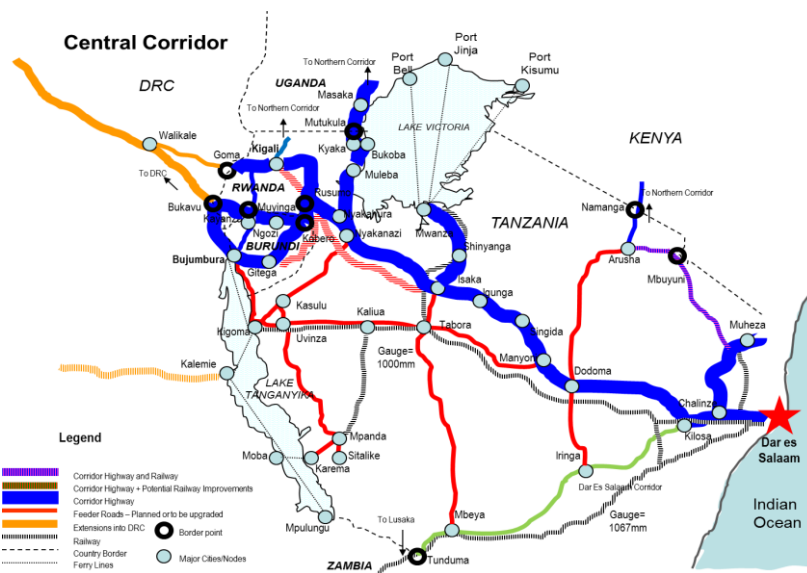 Central Corridor
DRC
UGANDA
To Northern Corridor
Port
Bell
Port
Jinja
Port
Kisumu
To Northern Corridor
Masaka
Mutukula
LAKE VICTORIA
KENYA
Walikale
Goma
Kigali
Kyaka
Bukoba
Muleba
To DRC
RWANDA
Rusumo
Namanga
To Northern Corridor
Bukavu
Kayanza
Muyinga
Ngozi
Kabero
Nyakahura
Nyakanazi
Mwanza
TANZANIA
BURUNDI
Shinyanga
Arusha
Mbuyuni
Bujumbura
Gitega
Isaka
Igunga
Kasulu
Kaliua
Singida
Muheza
Kigoma
Uvinza
Tabora
Manyoni
Gauge=
1000mm
Kalemie
Dodoma
LAKE
TANGANYIKA
Chalinze
Kilosa
Dar es
Salaam
Mpanda
Sitalike
Karema
Moba
Iringa
Dar Es Salaam Corridor
Indian
Ocean
Mpulungu
To Lusaka
Mbeya
Gauge=
1067mm
ZAMBIA
Tunduma
Legend
Corridor Highway and Railway
Corridor Highway + Potential Railway Improvements
Corridor Highway
Feeder Roads – Planned or to be upgraded
Extensions into DRC
Railway
Country Border
Ferry Lines
Border point
Major Cities/Nodes